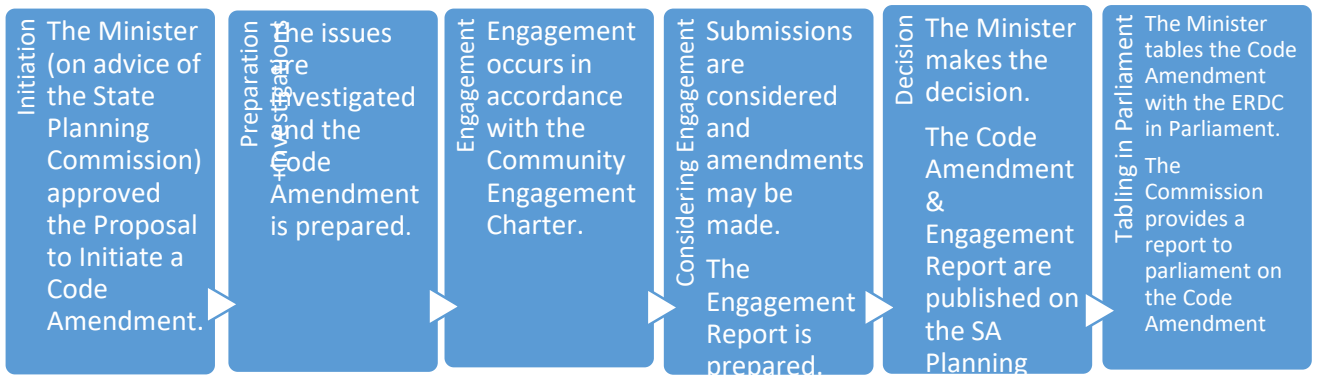 Initiation
The Minister
(on advice of
the State
Planning
Commission)
approved
the Proposal
to Initiate a
Code
Amendment.
Preparation
+Investigations
The issues
are
investigated
and the
Code
Amendment
is prepared.
Engagement
Engagement
occurs in
accordance
with the
Community
Engagement
Charter.
Considering Engagement
Submissions
are
considered
and
amendments
may be
made.
The
Engagement
Report is
prepared.
Decision
The Minister
makes the
decision.
The Code
Amendment
&
Engagement
Report are
published on
the SA
Planning
Tabling in Parliament
The Minister
tables the Code
Amendment
with the ERDC
in Parliament.
The
Commission
provides a
report to
parliament on
the Code
Amendment